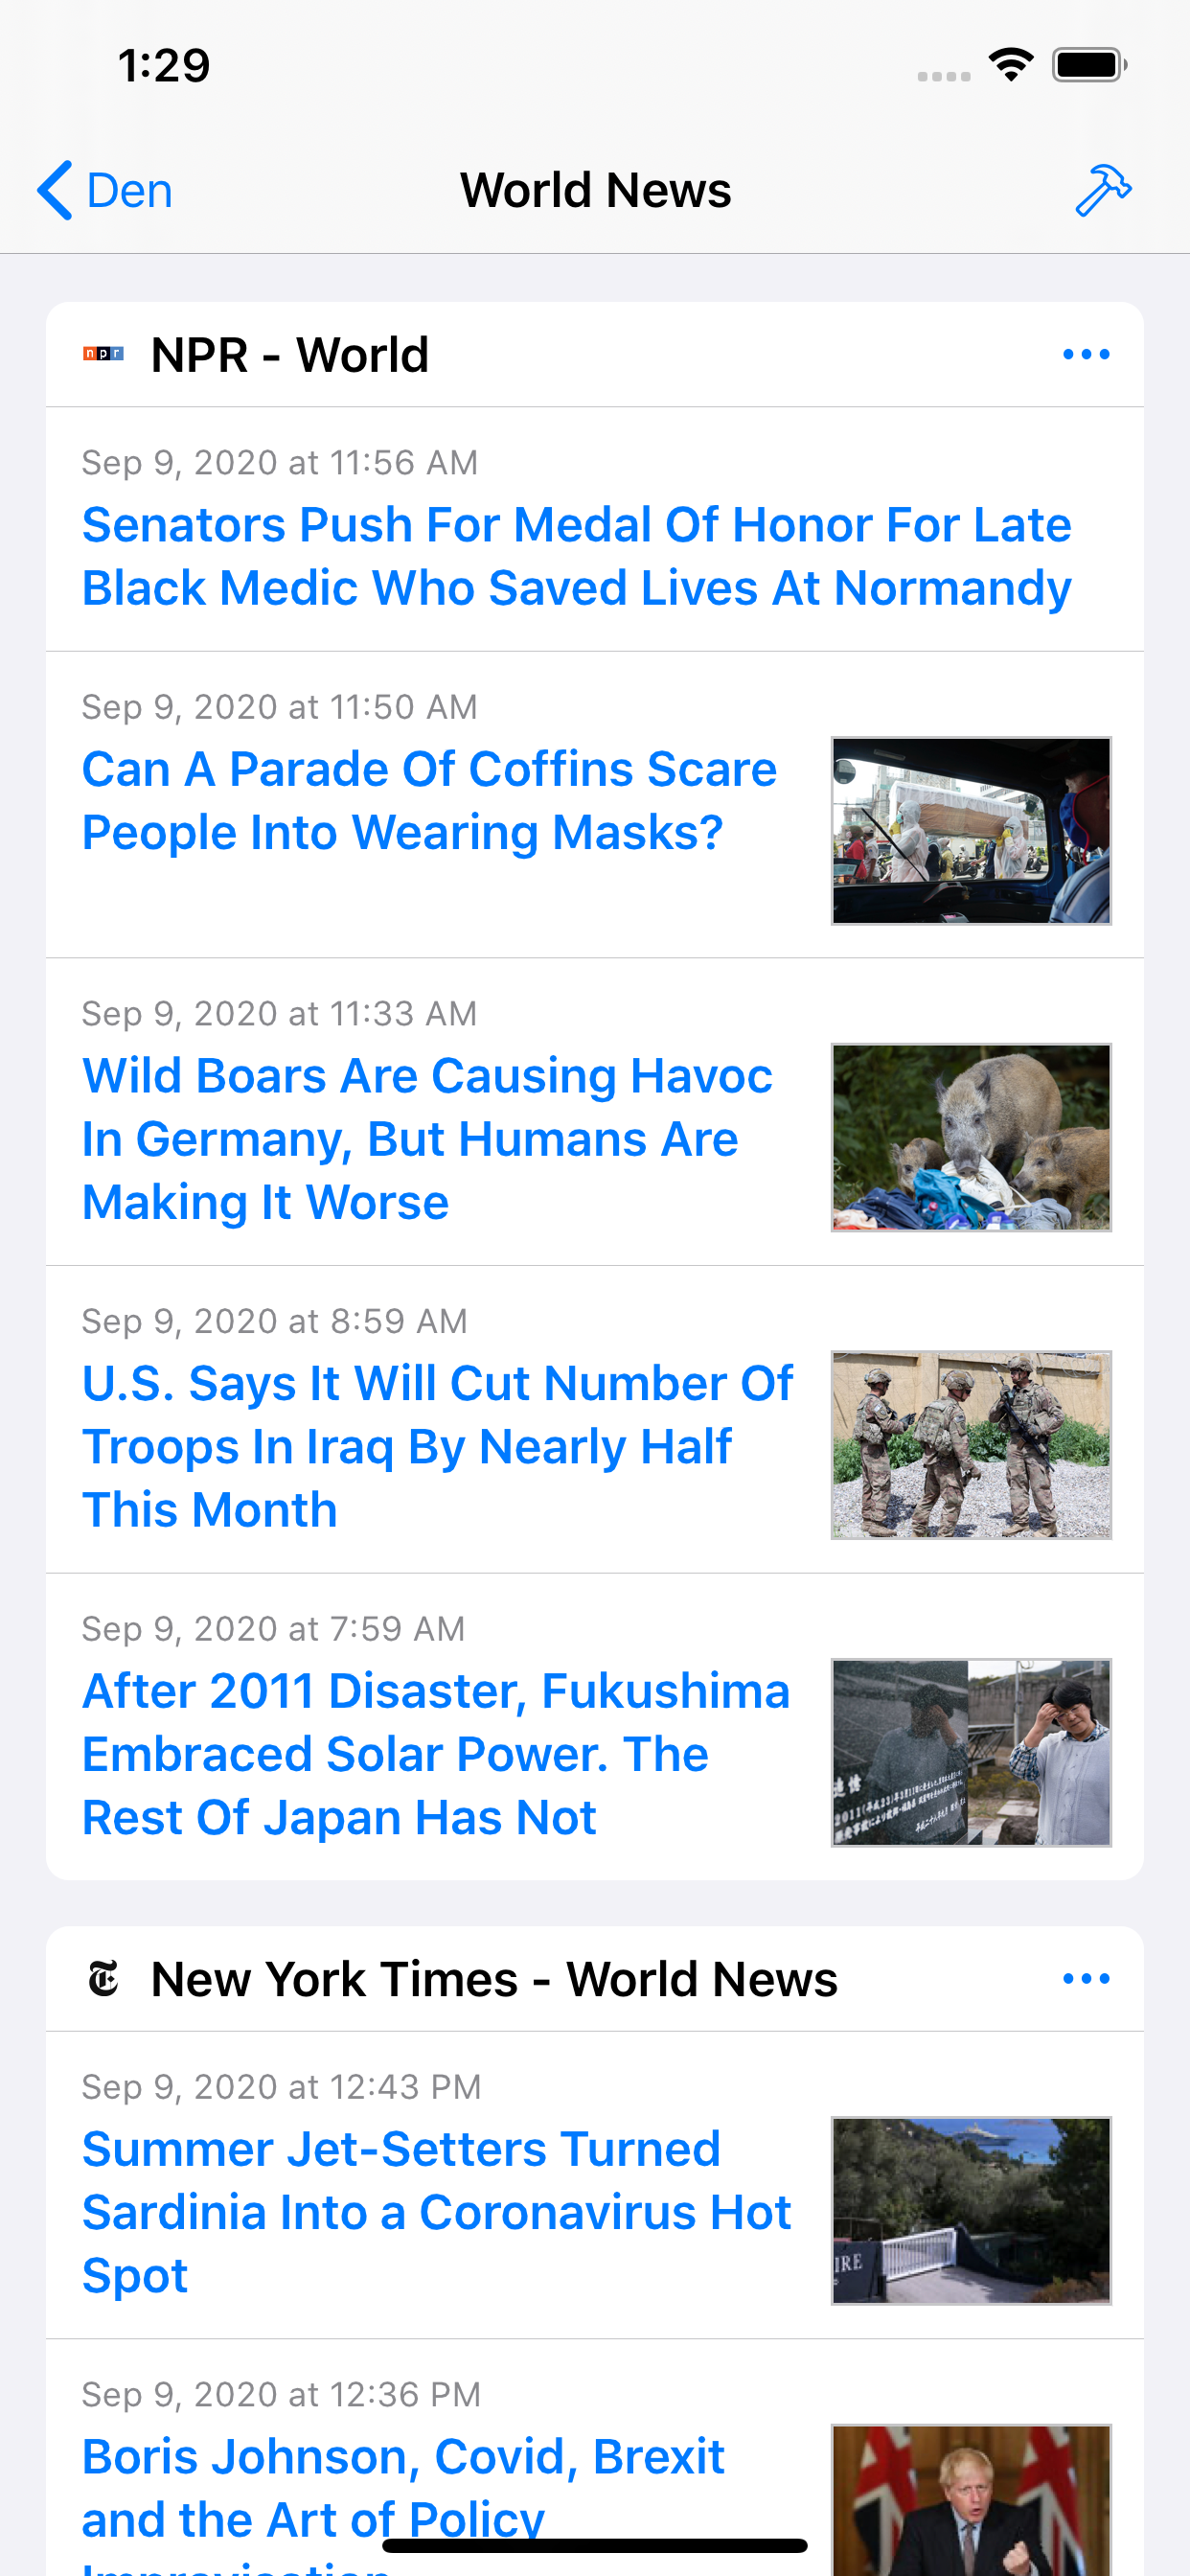 1:29
Den
World News
npr
NPR - World
Sep 9, 2020 at 11:56 AM
Senators Push For Medal Of Honor For Late
Black Medic Who Saved Lives At Normandy
Sep 9, 2020 at 11:50 AM
Can A Parade Of Coffins Scare
People Into Wearing Masks?
Sep 9, 2020 at 11:33 AM
Wild Boars Are Causing Havoc
In Germany, But Humans Are
Making It Worse
Sep 9, 2020 at 8:59 AM
U.S. Says It Will Cut Number Of
Troops In Iraq By Nearly Half
This Month
Sep 9, 2020 at 7:59 AM
After 2011 Disaster, Fukushima
Embraced Solar Power. The
Rest Of Japan Has Not
T
New York Times - World News
Sep 9, 2020 at 12:43 PM
Summer Jet-Setters Turned
Sardinia Into a Coronavirus Hot
Spot
IRE
Sep 9, 2020 at 12:36 PM
Boris Johnson, Covid, Brexit
and the Art of Policy